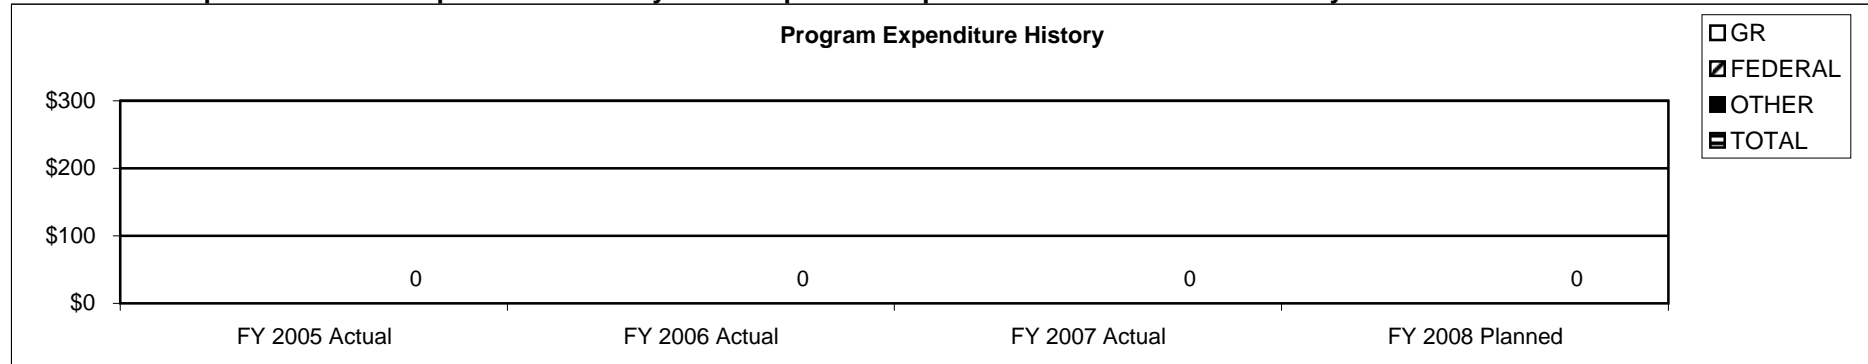 Program Expenditure History
GR
FEDERAL
OTHER
TOTAL
$300
$200
$100
$0
0 0 0 0
FY 2005 Actual FY 2006 Actual FY 2007 Actual FY 2008 Planned